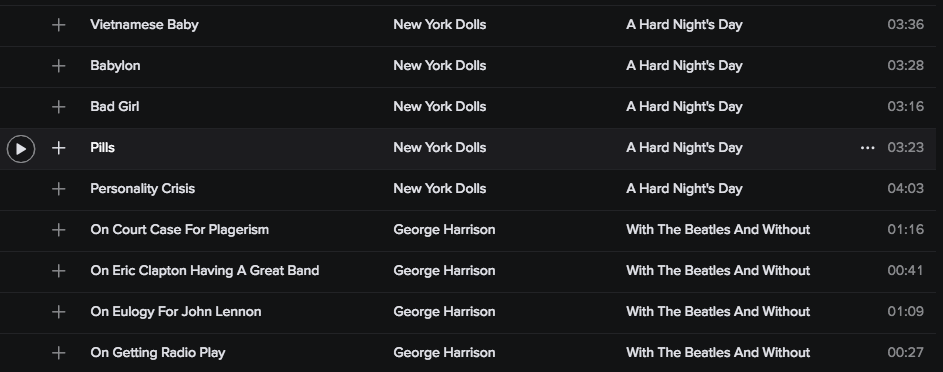 Vietnamese Baby New York Dolls A Hard Night's Day 03:36
Babylon New York Dolls A Hard Night's Day 03:28
Bad Girl New York Dolls A Hard Night's Day 03:16
Pills New York Dolls A Hard Night's Day 03:23
Personality Crisis New York Dolls A Hard Night's Day 04:03
On Court Case For Plagerism George Harrison With The Beatles And Without 01:16
On Eric Clapton Having A Great Band George Harrison With The Beatles And Without 00:41
On Eulogy For John Lennon George Harrison With The Beatles And Without 01:09
On Getting Radio Play George Harrison With The Beatles And Without 00:27